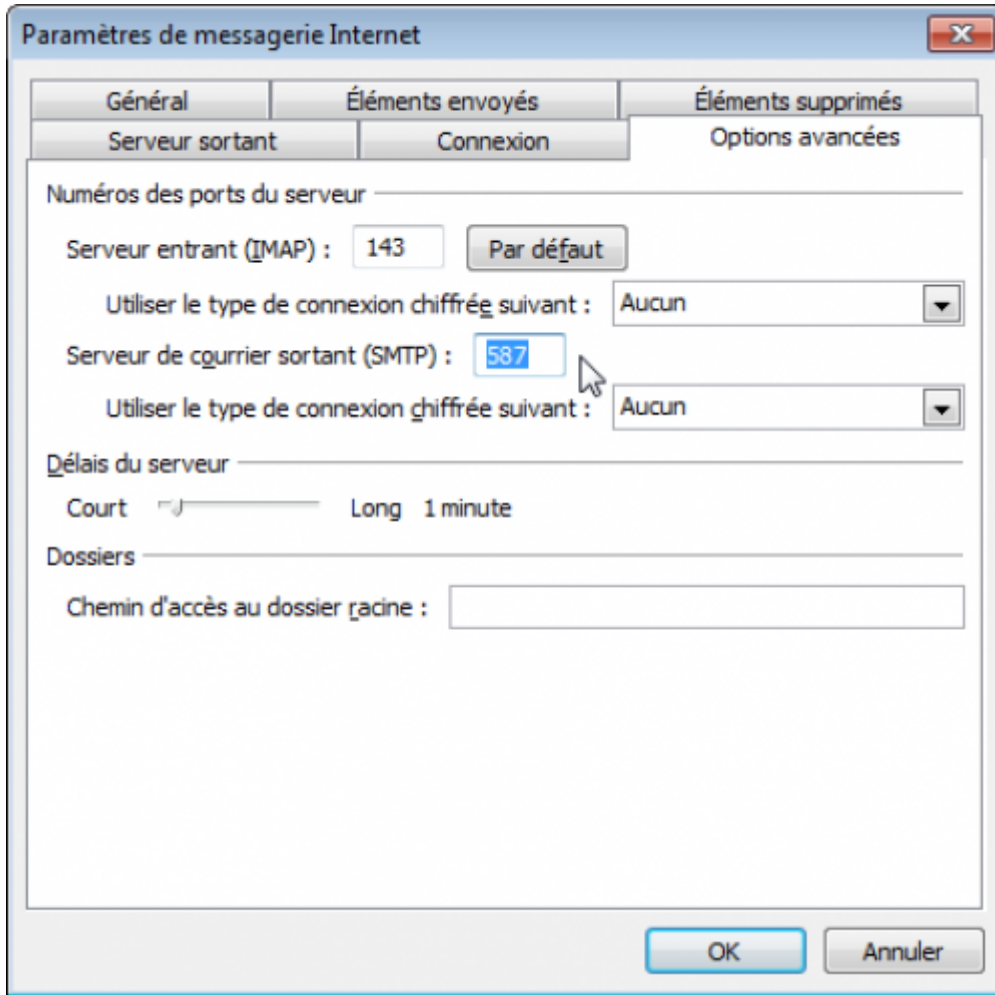 Paramètres de messagerie Internet
Général Éléments envoyés Éléments supprimés
Serveur sortant Connexion Options avancées
Numéros des ports du serveur
Serveur entrant (IMAP) : 143 Par défaut
Utiliser le type de connexion chiffrée suivant : Aucun
Serveur de courrier sortant (SMTP) : 587
Utiliser le type de connexion chiffrée suivant : Aucun
Délais du serveur
Court Long 1 minute
Dossiers
Chemin d'accès au dossier racine :
OK Annuler